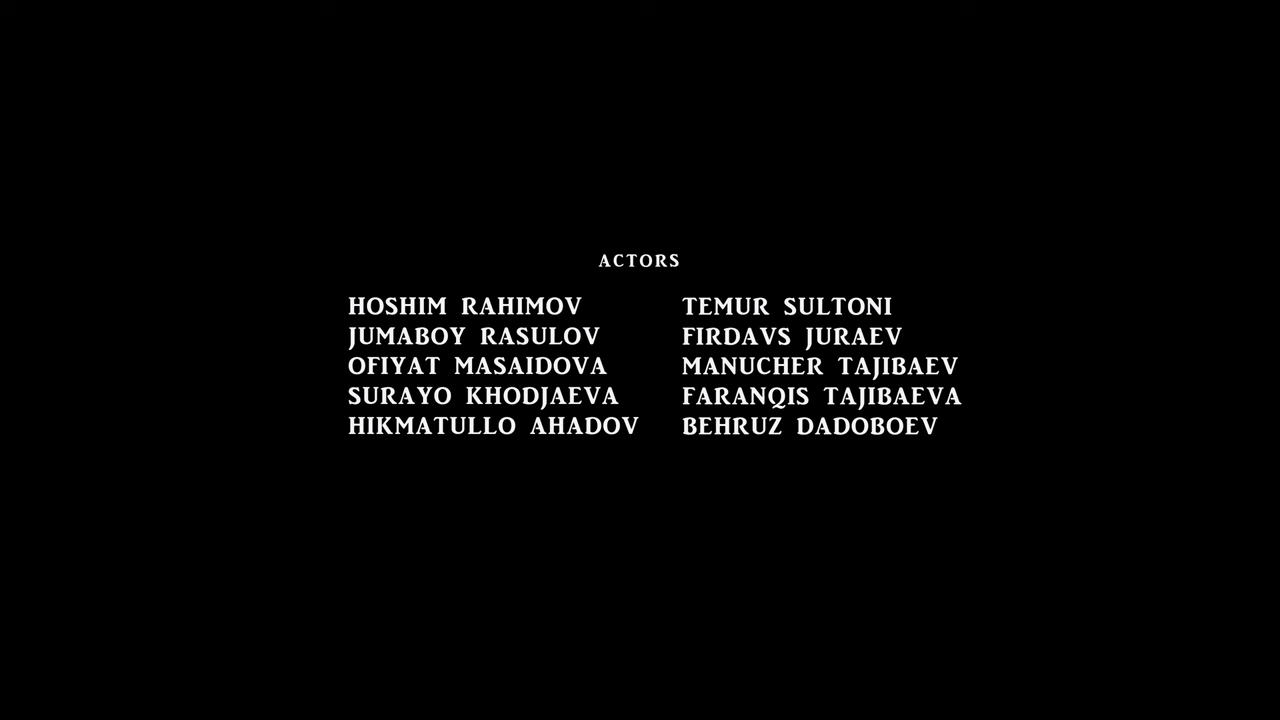 ACTORS
HOSHIM RAHIMOV
JUMABOY RASULOV
OFIYAT MASAIDOVA
SURAYO KHODJAEVA
HIKMATULLO AHADOV
TEMUR SULTONI
FIRDAVS JURAEV
MANUCHER TAJIBAEV
FARANQIS TAJIBAEVA
BEHRUZ DADOBOEV